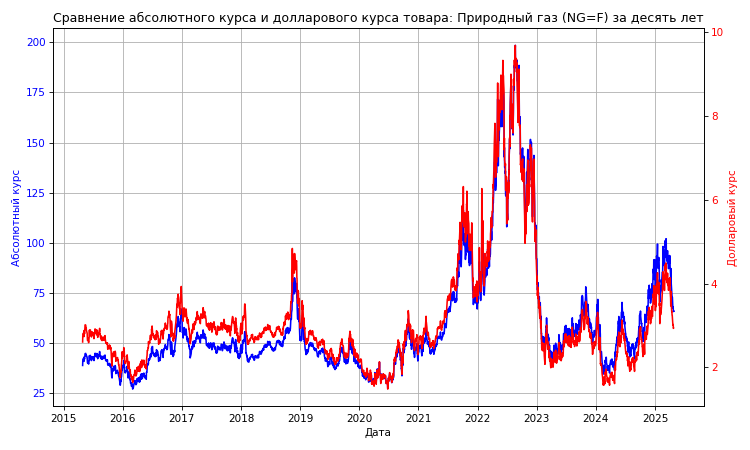 Сравнение абсолютного курса и долларового курса товара: Природный газ (NG=F) за десять лет
Абсолютный курс
200
175
150
125
100
75
50
25
10
8
6
4
2
Долларовый курс
2015 2016 2017 2018 2019 2020 2021 2022 2023 2024 2025
Дата